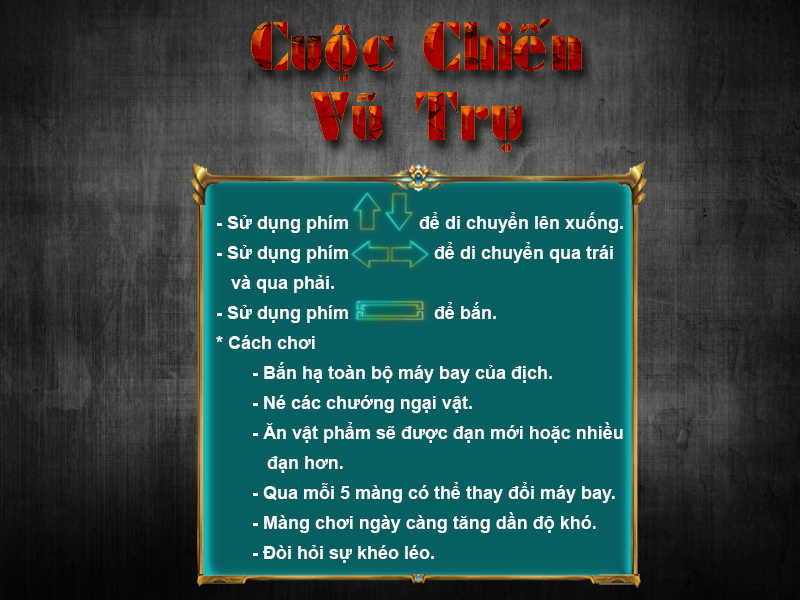 Cuộc Chiến
Vũ Trụ
- Sử dụng phím để di chuyển lên xuống.
- Sử dụng phím để di chuyển qua trái
và qua phải.
- Sử dụng phím để bắn.
* Cách chơi
- Bắn hạ toàn bộ máy bay của địch.
- Né các chướng ngại vật.
- Ăn vật phẩm sẽ được đạn mới hoặc nhiều
đạn hơn.
- Qua mỗi 5 màng có thể thay đổi máy bay.
- Màng chơi ngày càng tăng dần độ khó.
- Đòi hỏi sự khéo léo.